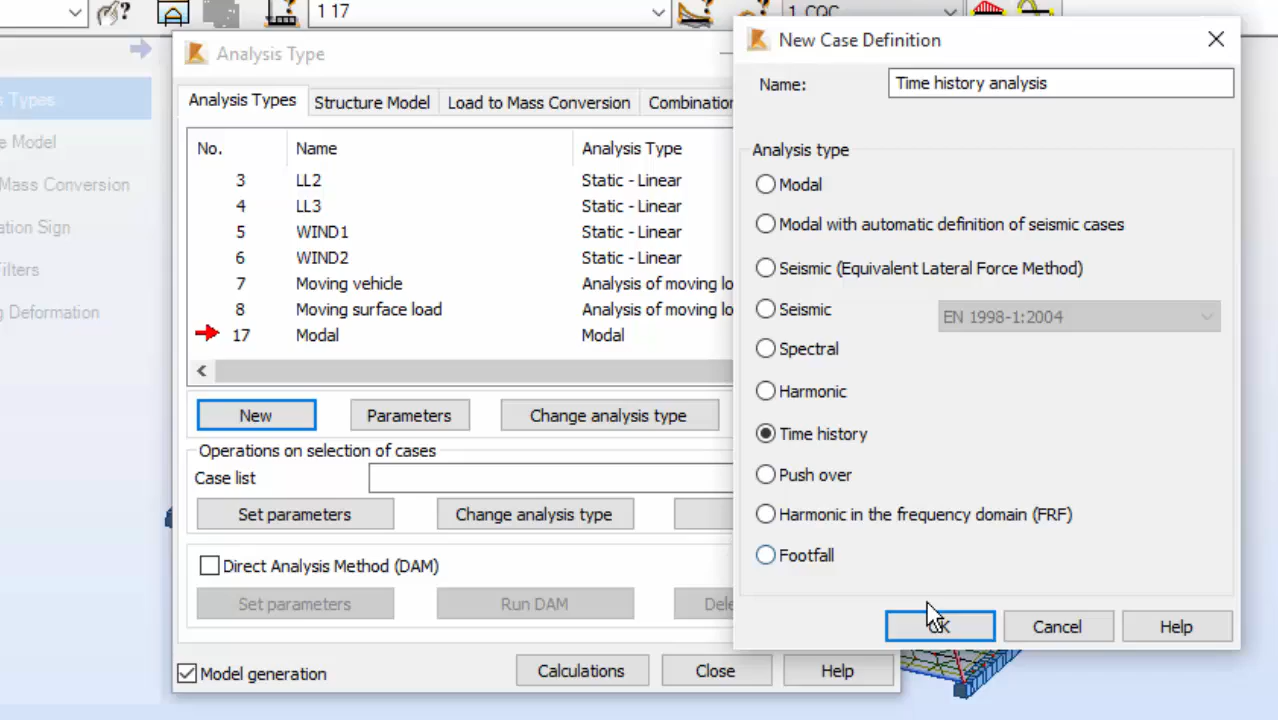 1 17
1 CQC
Types
e Model
Mass Conversion
ation Sign
ilters
g Deformation
Analysis Type
Analysis Types Structure Model Load to Mass Conversion
No. Name Analysis Type
3 LL2 Static - Linear
4 LL3 Static - Linear
5 WIND1 Static - Linear
6 WIND2 Static - Linear
7 Moving vehicle Analysis of moving lo
8 Moving surface load Analysis of moving lo
17 Modal Modal
New Parameters Change analysis type
Operations on selection of cases
Case list
Set parameters Change analysis type
Direct Analysis Method (DAM)
Set parameters Run DAM Dele
Model generation Calculations Close Help
New Case Definition
Name: Time history analysis
Analysis type
Modal
Modal with automatic definition of seismic cases
Seismic (Equivalent Lateral Force Method)
Seismic EN 1998-1:2004
Spectral
Harmonic
Time history
Push over
Harmonic in the frequency domain (FRF)
Footfall
Cancel Help